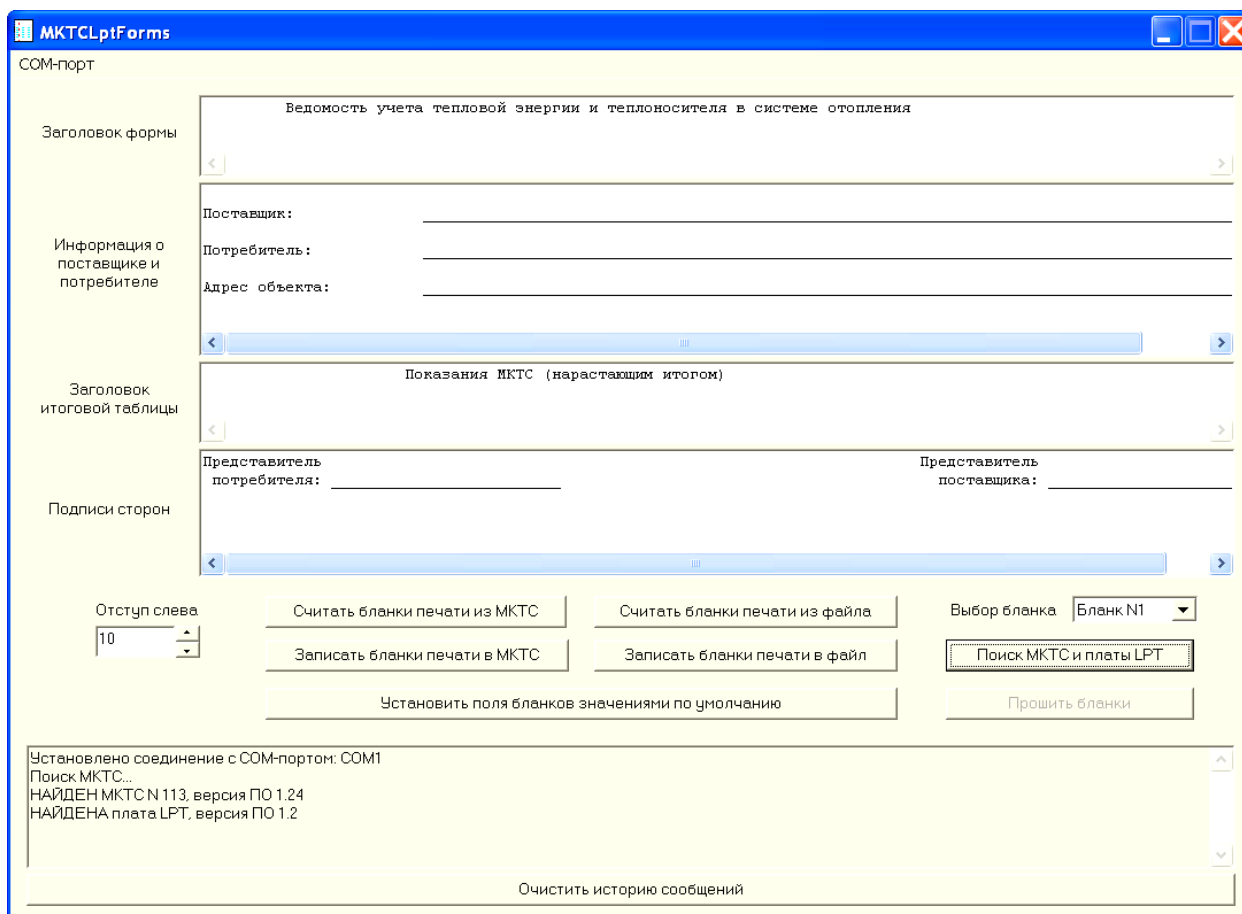 MKTCLptForms
COM-порт
Заголовок формы
Ведомость учета тепловой энергии и теплоносителя в системе отопления
Информация о
поставщике и
потребителе
Поставщик:
Потребитель:
Адрес объекта:
Заголовок
итоговой таблицы
Показания МКТС (нарастающим итогом)
Подписи сторон
Представитель Представитель
потребителя: поставщика:
Отступ слева
10
Считать бланки печати из МКТС
Считать бланки печати из файла
Выбор бланка Бланк N1
Записать бланки печати в МКТС
Записать бланки печати в файл
Поиск МКТС и платы LPT
Установить поля бланков значениями по умолчанию
Прошить бланки
Установлено соединение с COM-портом: COM1
Поиск МКТС...
НАЙДЕН МКТС N 113, версия ПО 1.24
НАЙДЕНА плата LPT, версия ПО 1.2
Очистить историю сообщений